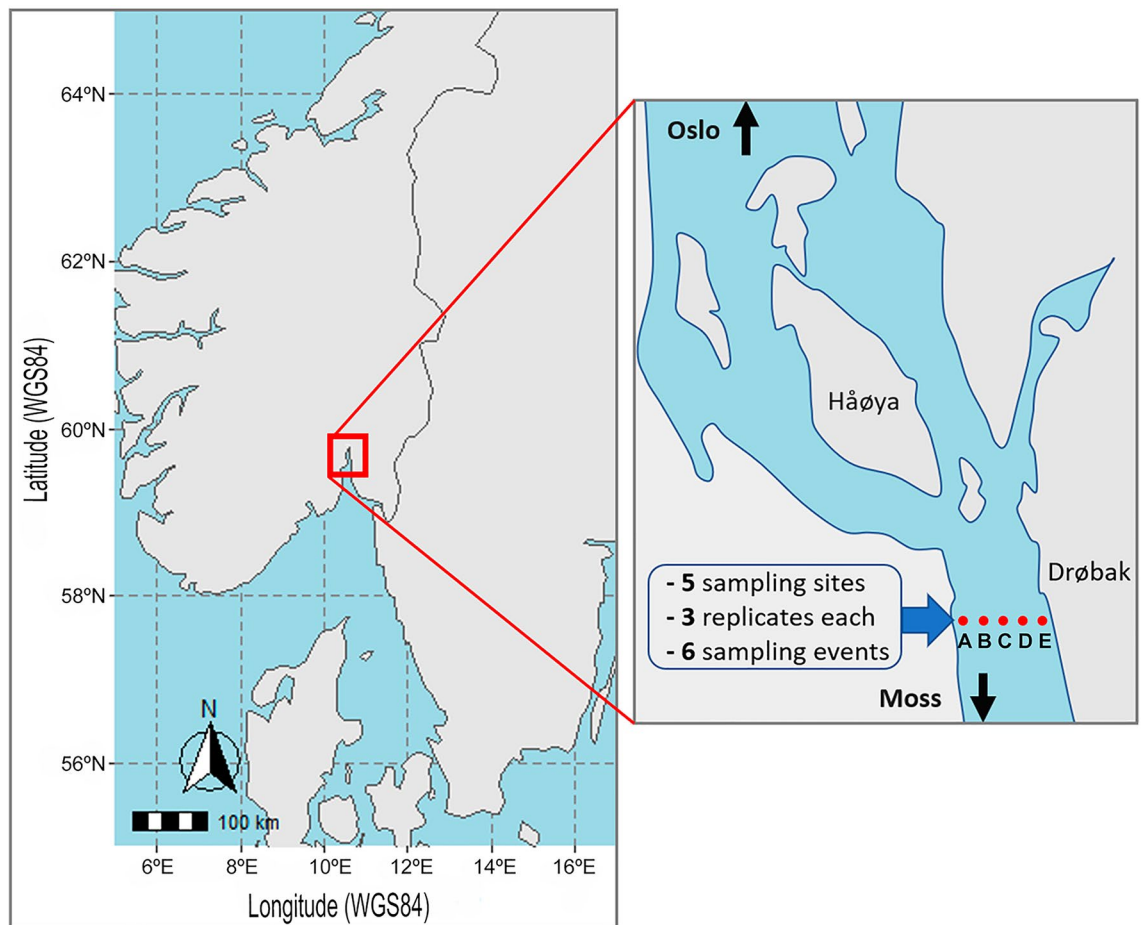 64ºN
62ºN
60ºN
58ºN
56ºN
Latitude (WGS84)
N
100 km
6ºE
8ºE
10ºE
12ºE
14ºE
16ºE
Longitude (WGS84)
Oslo
Håøya
Drøbak
- 5 sampling sites
- 3 replicates each
- 6 sampling events
A B C D E
Moss